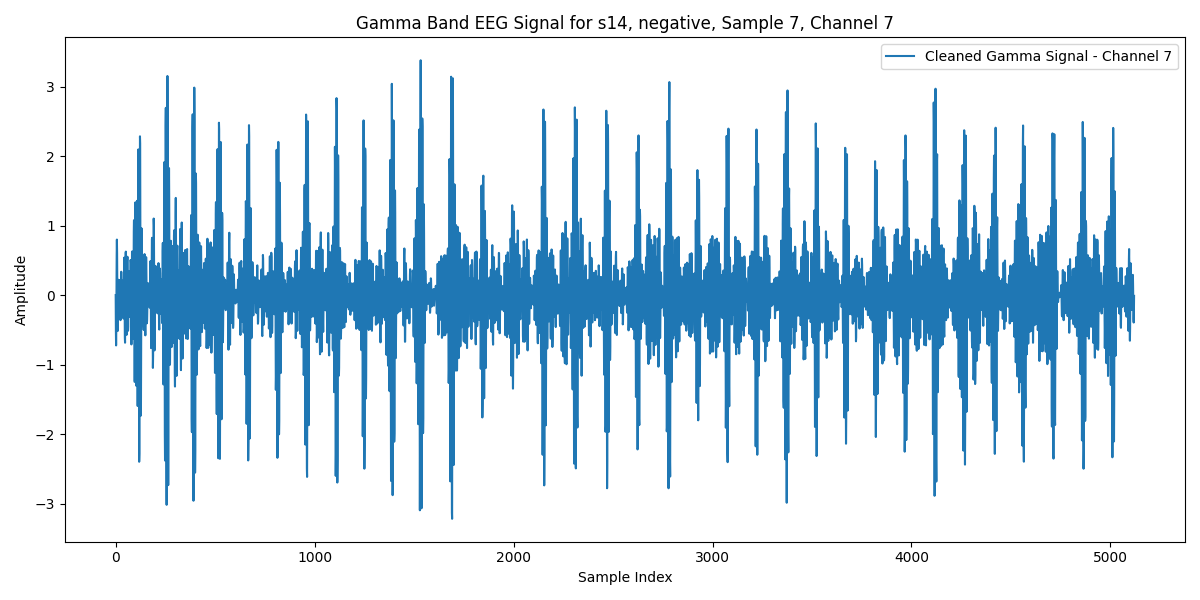 Gamma Band EEG Signal for s14, negative, Sample 7, Channel 7
Cleaned Gamma Signal - Channel 7
Amplitude
3
2
1
0
−1
−2
−3
0 1000 2000 3000 4000 5000
Sample Index